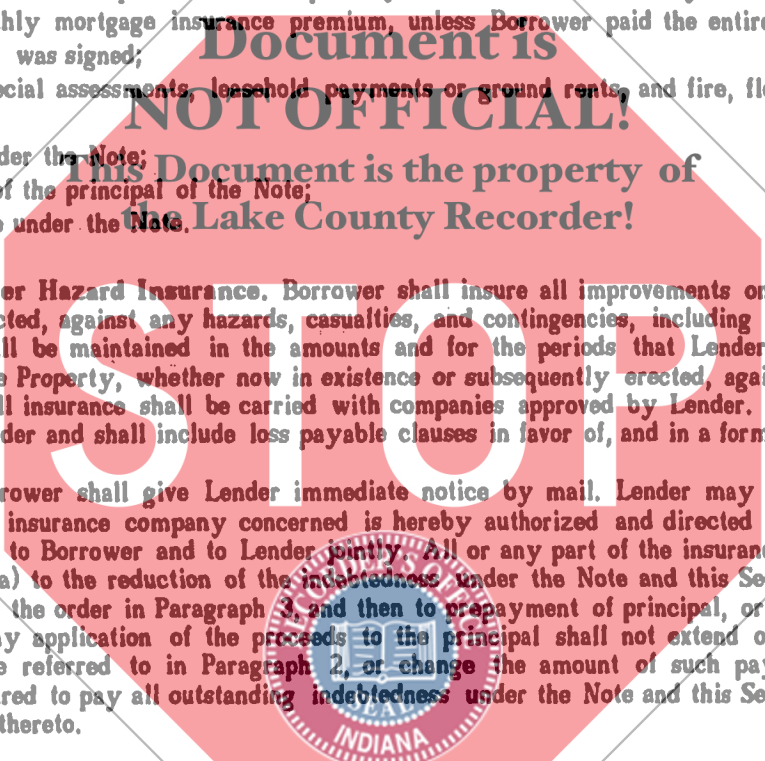 hly mortgage insurance premium, unless Borrower paid the entire
was signed;
cial assessments, leasehold payments or ground rents, and fire, flo
der the Note;
of the principal of the Note;
under the Note.
er Hazard Insurance. Borrower shall insure all improvements on
cted, against any hazards, casualties, and contingencies, including
ll be maintained in the amounts and for the periods that Lender
e Property, whether now in existence or subsequently erected, agai
ll insurance shall be carried with companies approved by Lender.
der and shall include loss payable clauses in favor of, and in a form
rower shall give Lender immediate notice by mail. Lender may
insurance company concerned is hereby authorized and directed
to Borrower and to Lender jointly. All or any part of the insuran
a) to the reduction of the indebtedness under the Note and this Se
the order in Paragraph 3, and then to prepayment of principal, or
y application of the proceeds to the principal shall not extend o
e referred to in Paragraph 2, or change the amount of such pay
red to pay all outstanding indebtedness under the Note and this Se
thereto.
Document is
NOT OFFICIAL!
This Document is the property of
the Lake County Recorder!
STOP
RECORDER'S OFFICE
SEAL
INDIANA